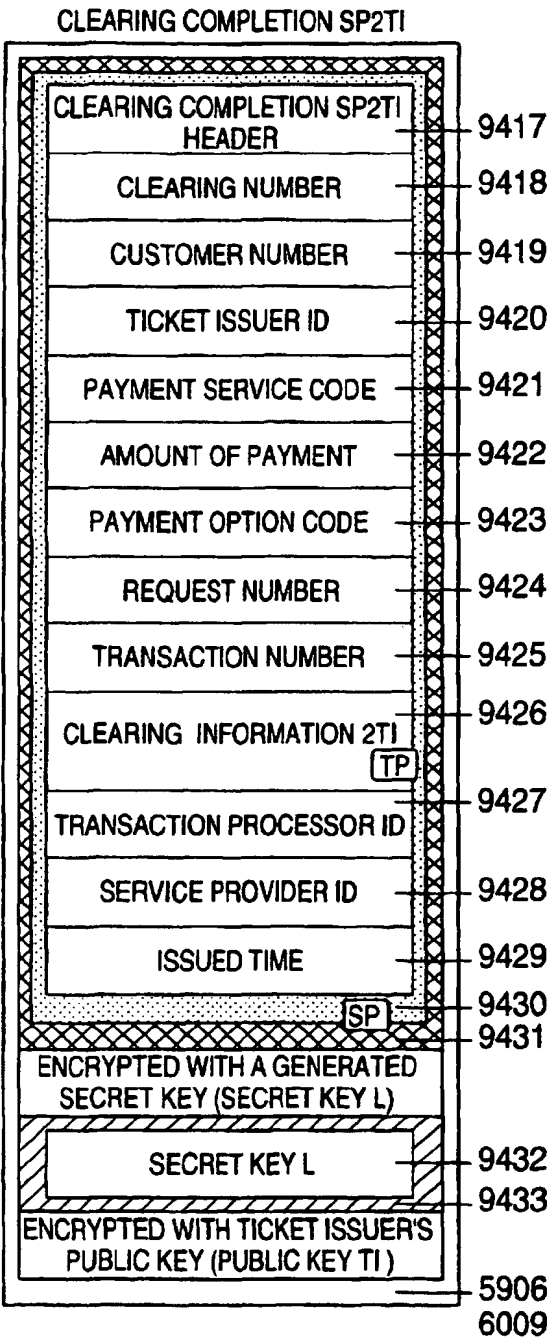 CLEARING COMPLETION SP2TI
CLEARING COMPLETION SP2TI
HEADER
9417
CLEARING NUMBER
9418
CUSTOMER NUMBER
9419
TICKET ISSUER ID
9420
PAYMENT SERVICE CODE
9421
AMOUNT OF PAYMENT
9422
PAYMENT OPTION CODE
9423
REQUEST NUMBER
9424
TRANSACTION NUMBER
9425
9426
CLEARING INFORMATION 2TI
TP
9427
TRANSACTION PROCESSOR ID
SERVICE PROVIDER ID
9428
ISSUED TIME
9429
SP
9430
9431
ENCRYPTED WITH A GENERATED
SECRET KEY (SECRET KEY L)
SECRET KEY L
9432
9433
ENCRYPTED WITH TICKET ISSUER'S
PUBLIC KEY (PUBLIC KEY TI )
5906
6009